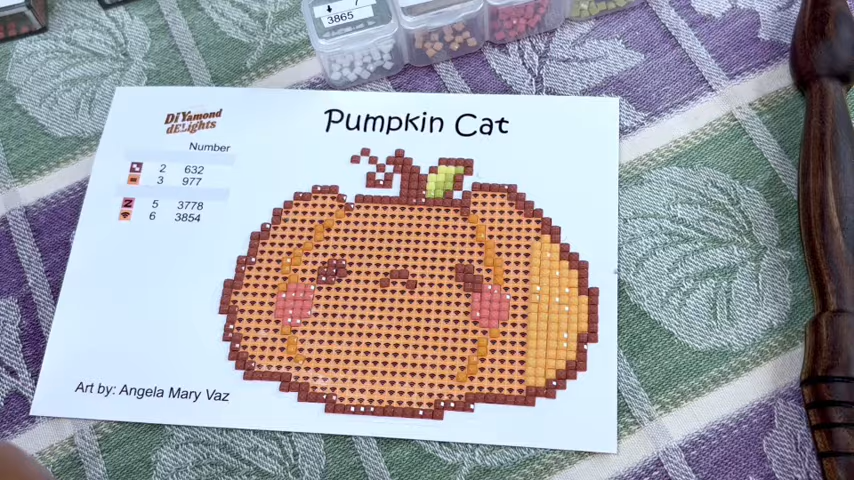 7
3865
DiYamond
dELights
Pumpkin Cat
Number
2 632
3 977
5 3778
6 3854
Art by: Angela Mary Vaz